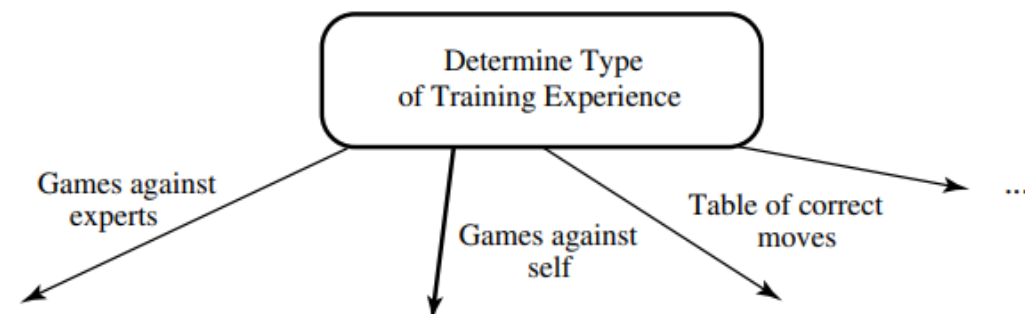 Determine Type
of Training Experience
Games against
experts
Games against
self
Table of correct
moves
...